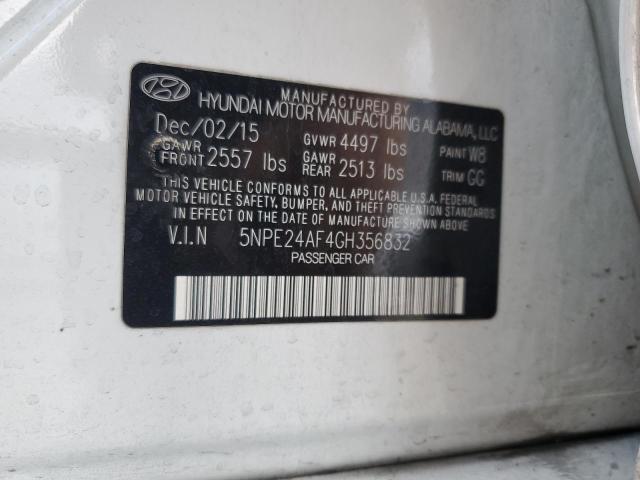 MANUFACTURED BY
HYUNDAI MOTOR MANUFACTURING ALABAMA, LLC
Dec/02/15 GVWR 4497 lbs PAINT W8
GAWR FRONT 2557 lbs GAWR REAR 2513 lbs TRIM GG
THIS VEHICLE CONFORMS TO ALL APPLICABLE U.S.A. FEDERAL
MOTOR VEHICLE SAFETY, BUMPER, AND THEFT PREVENTION STANDARDS
IN EFFECT ON THE DATE OF MANUFACTURE SHOWN ABOVE.
V.I.N 5NPE24AF4GH356832
PASSENGER CAR